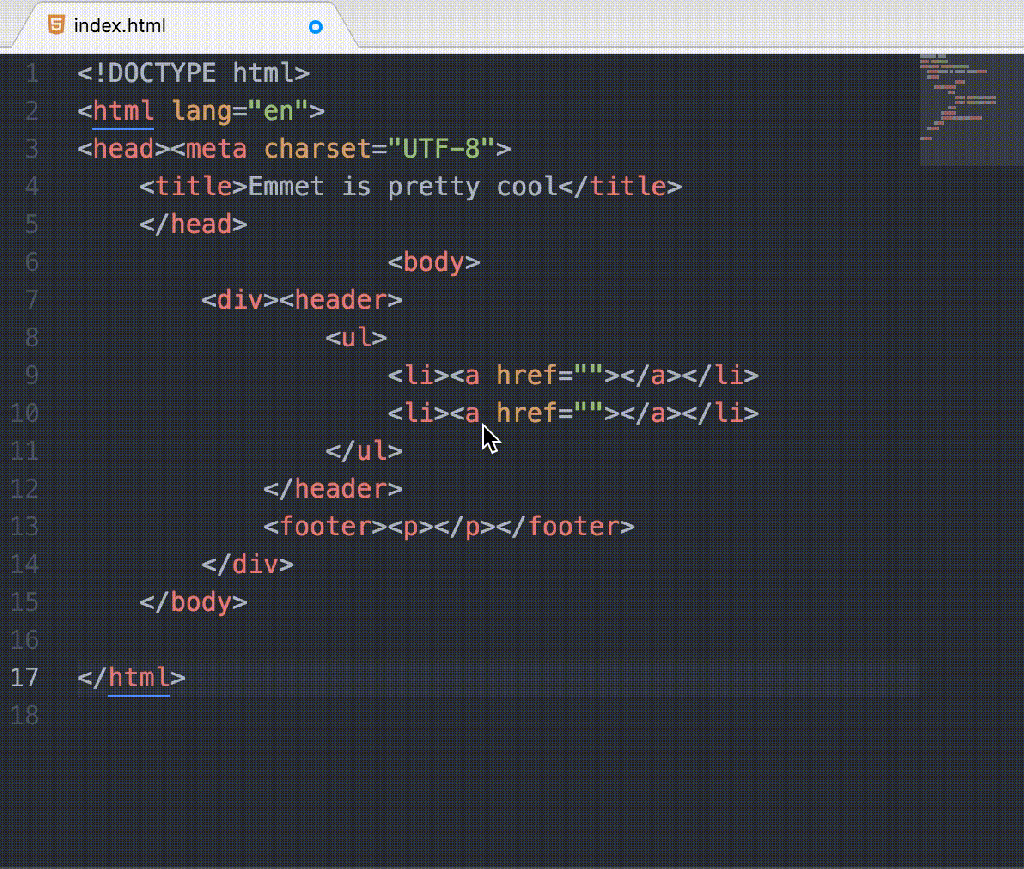 index.html
1 <!DOCTYPE html>
2 <html lang="en">
3 <head><meta charset="UTF-8">
4     <title>Emmet is pretty cool</title>
5     </head>
6                     <body>
7         <div><header>
8                 <ul>
9                     <li><a href=""></a></li>
10                     <li><a href=""></a></li>
11                 </ul>
12             </header>
13             <footer><p></p></footer>
14         </div>
15     </body>
16
17 </html>
18